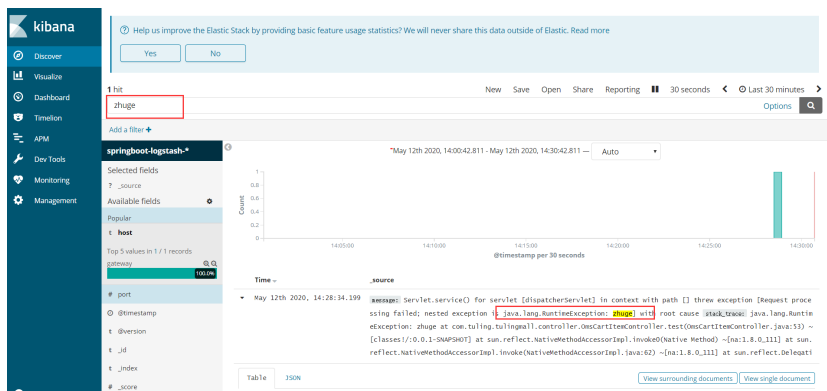 kibana
Discover
Visualize
Dashboard
Timelion
APM
Dev Tools
Monitoring
Management
Help us improve the Elastic Stack by providing basic feature usage statistics? We will never share this data outside of Elastic. Read more
Yes No
1 hit
New Save Open Share Reporting 30 seconds Last 30 minutes
zhuge
Options
Add a filter +
springboot-logstash-*
Selected fields
? _source
Available fields
Popular
t host
Top 5 values in 1 / 1 records
gateway
100.0%
# port
@timestamp
t @version
t _id
t _index
# _score
"May 12th 2020, 14:00:42.811 - May 12th 2020, 14:30:42.811 — Auto
Count
1
0.8
0.6
0.4
0.2
0
14:05:00 14:10:00 14:15:00 14:20:00 14:25:00 14:30:00
@timestamp per 30 seconds
Time _source
May 12th 2020, 14:28:34.199
message: Servlet.service() for servlet [dispatcherServlet] in context with path [] threw exception [Request proce
ssing failed; nested exception is java.lang.RuntimeException: zhuge] with root cause stack_trace: java.lang.Runtim
eException: zhuge at com.tuling.tulingmall.controller.OmsCartItemController.test(OmsCartItemController.java:53) ~
[classes!/:0.0.1-SNAPSHOT] at sun.reflect.NativeMethodAccessorImpl.invoke0(Native Method) ~[na:1.8.0_111] at sun.
reflect.NativeMethodAccessorImpl.invoke(NativeMethodAccessorImpl.java:62) ~[na:1.8.0_111] at sun.reflect.Delegati
Table JSON
View surrounding documents View single document